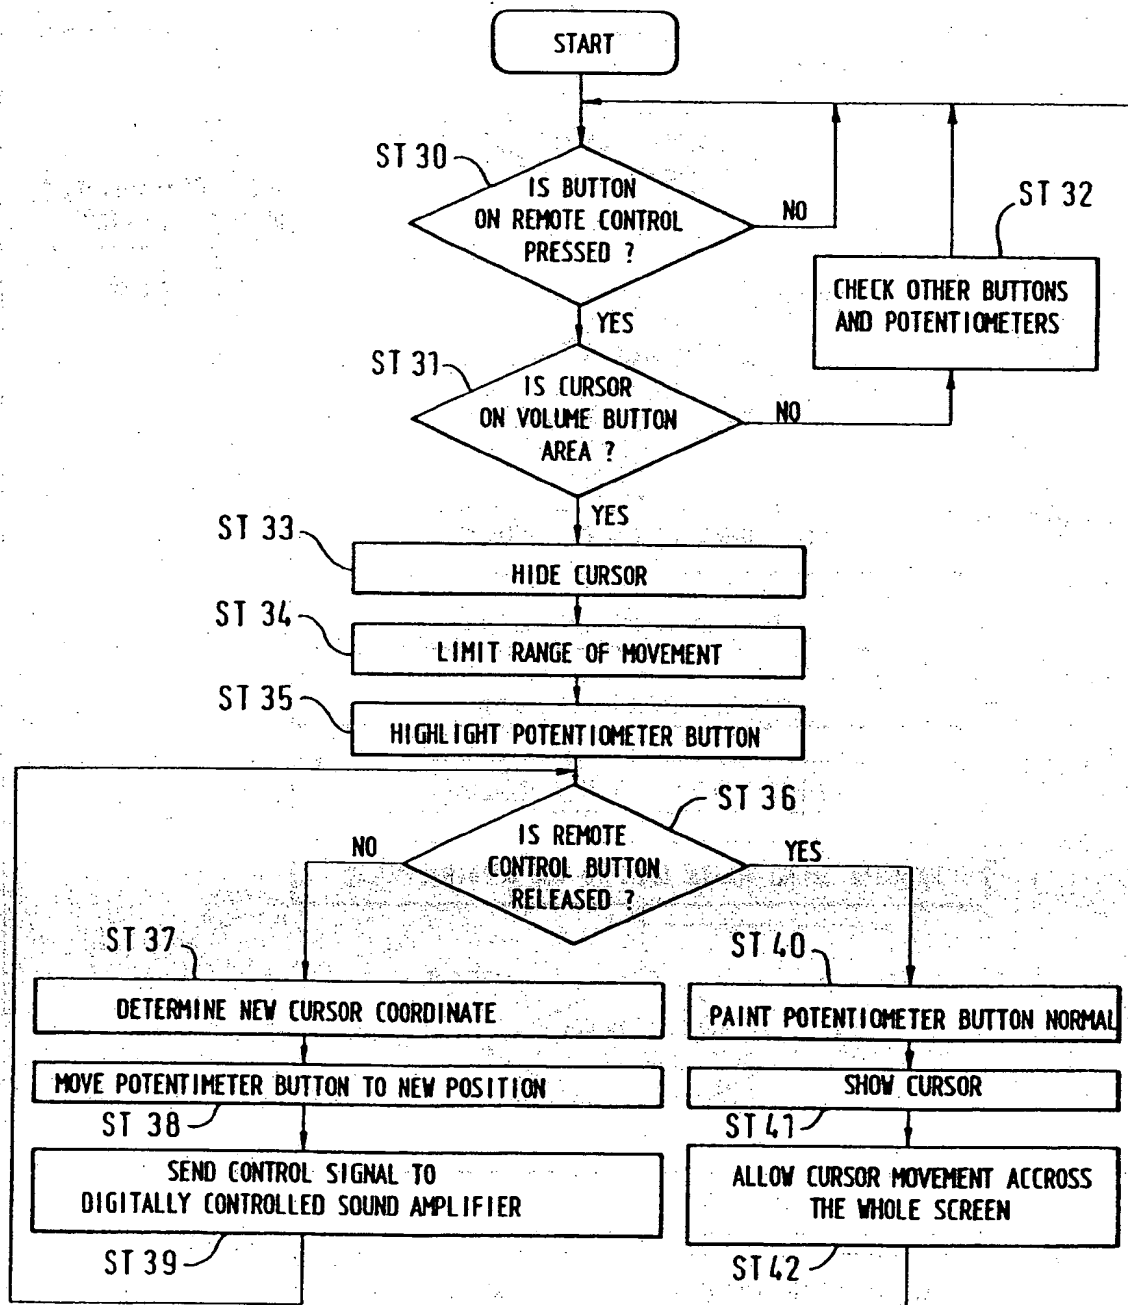 START
ST 30
IS BUTTON
ON REMOTE CONTROL
PRESSED ?
NO
ST 32
CHECK OTHER BUTTONS
AND POTENTIOMETERS
YES
ST 31
IS CURSOR
ON VOLUME BUTTON
AREA ?
NO
YES
ST 33
HIDE CURSOR
ST 34
LIMIT RANGE OF MOVEMENT
ST 35
HIGHLIGHT POTENTIOMETER BUTTON
ST 36
IS REMOTE
CONTROL BUTTON
RELEASED ?
NO
YES
ST 37
DETERMINE NEW CURSOR COORDINATE
MOVE POTENTIMETER BUTTON TO NEW POSITION
ST 38
SEND CONTROL SIGNAL TO
DIGITALLY CONTROLLED SOUND AMPLIFIER
ST 39
ST 40
PAINT POTENTIOMETER BUTTON NORMAL
SHOW CURSOR
ST 41
ALLOW CURSOR MOVEMENT ACCROSS
THE WHOLE SCREEN
ST 42